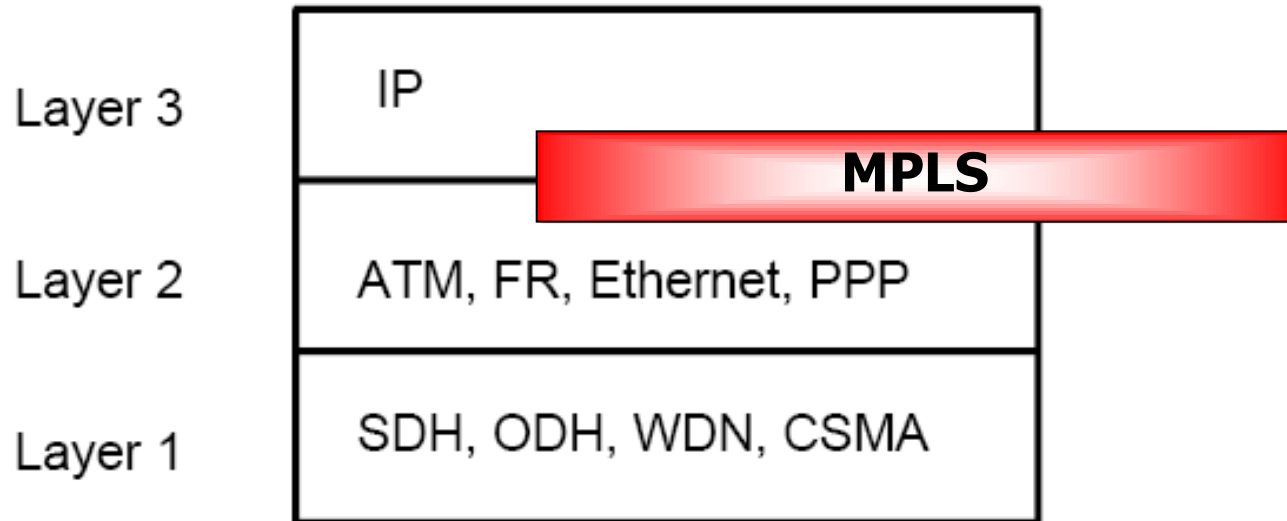 Layer 3
IP
MPLS
Layer 2
ATM, FR, Ethernet, PPP
Layer 1
SDH, ODH, WDN, CSMA